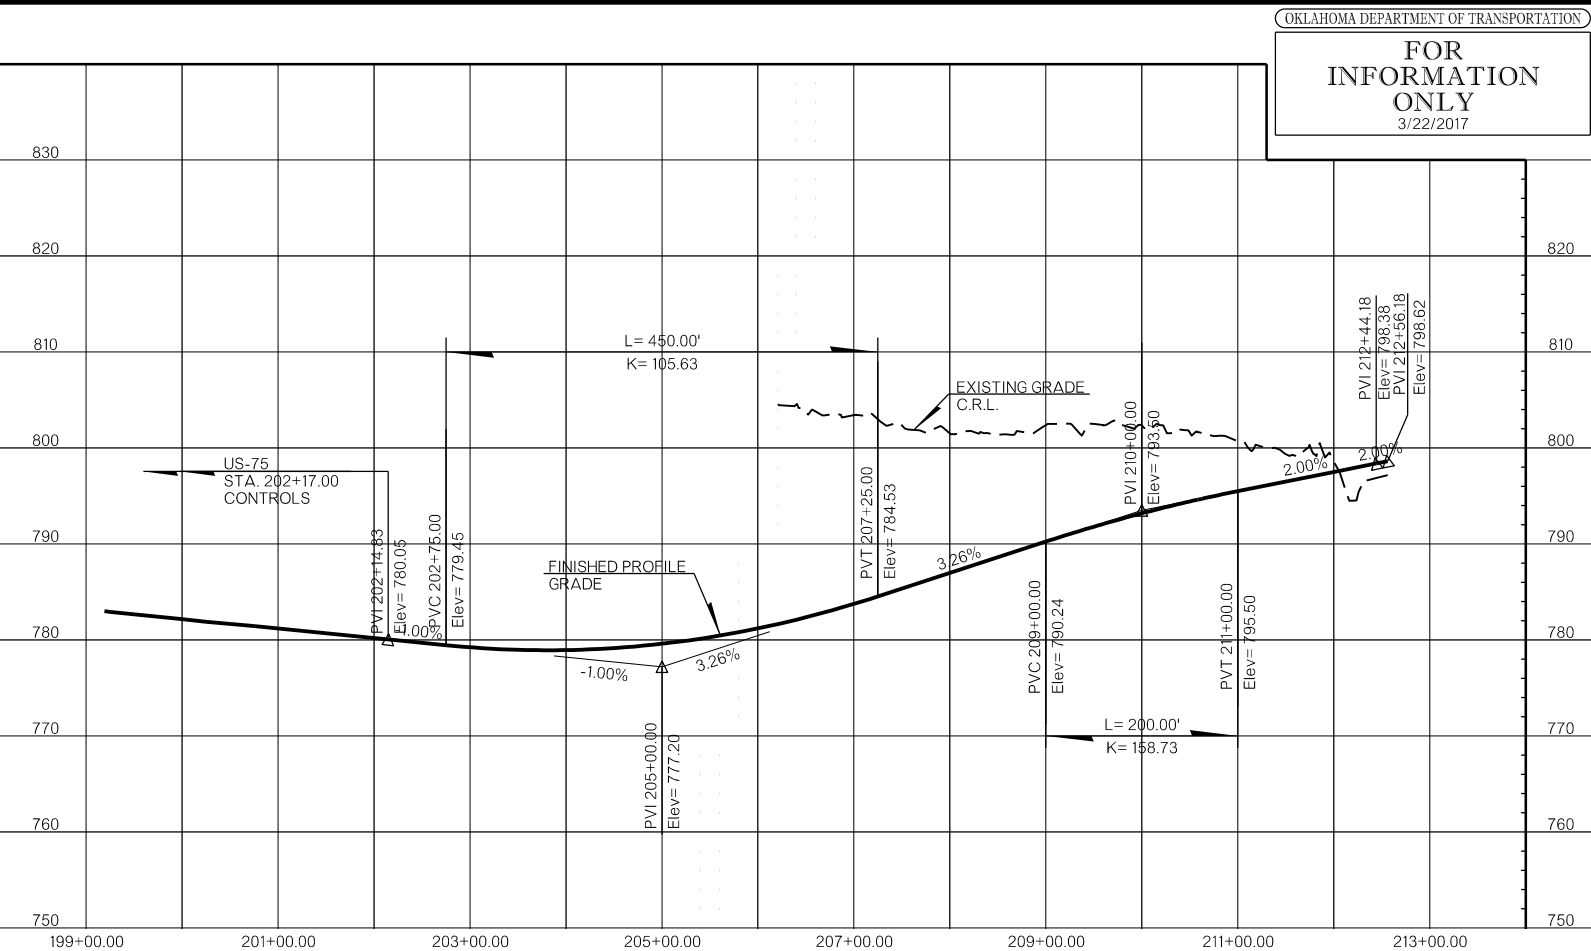 OKLAHOMA DEPARTMENT OF TRANSPORTATION
FOR
INFORMATION
ONLY
3/22/2017
830
820
820
810
810
800
800
790
790
780
780
770
770
760
760
750
750
L= 450.00'
K= 105.63
EXISTING GRADE
C.R.L.
PVI 212+44.18
Elev= 798.38
PVI 212+56.18
Elev= 798.62
US-75
STA. 202+17.00
CONTROLS
PVI 202+14.83
Elev= 780.05
PVC 202+75.00
Elev= 779.45
-1.00%
FINISHED PROFILE
GRADE
-1.00%
3.26%
PVI 205+00.00
Elev= 777.20
PVT 207+25.00
Elev= 784.53
3.26%
PVC 209+00.00
Elev= 790.24
PVI 210+00.00
Elev= 793.50
PVT 211+00.00
Elev= 795.50
2.00%
2.00%
L= 200.00'
K= 158.73
199+00.00
201+00.00
203+00.00
205+00.00
207+00.00
209+00.00
211+00.00
213+00.00